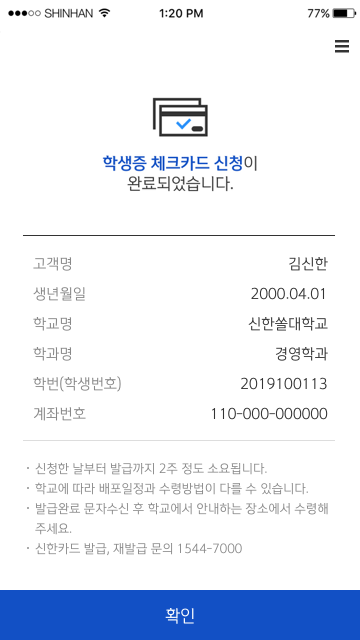 SHINHAN 1:20 PM 77%
학생증 체크카드 신청이
완료되었습니다.
고객명 김신한
생년월일 2000.04.01
학교명 신한쏠대학교
학과명 경영학과
학번(학생번호) 2019100113
계좌번호 110-000-000000
· 신청한 날부터 발급까지 2주 정도 소요됩니다.
· 학교에 따라 배포일정과 수령방법이 다를 수 있습니다.
· 발급완료 문자수신 후 학교에서 안내하는 장소에서 수령해
주세요.
· 신한카드 발급, 재발급 문의 1544-7000
확인